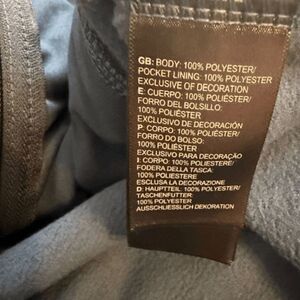 GB: BODY: 100% POLYESTER/
POCKET LINING: 100% POLYESTER
EXCLUSIVE OF DECORATION
E: CUERPO: 100% POLIÉSTER/
FORRO DEL BOLSILLO:
100% POLIÉSTER
EXCLUSIVO DE DECORACIÓN
P: CORPO: 100% POLIÉSTER/
FORRO DO BOLSO:
100% POLIÉSTER
EXCLUSIVO PARA DECORAÇÃO
I: CORPO: 100% POLIESTERE/
FODERA DELLA TASCA:
100% POLIESTERE
ESCLUSA LA DECORAZIONE
D: HAUPTTEIL: 100% POLYESTER/
TASCHENFUTTER:
100% POLYESTER
AUSSCHLIESSLICH DEKORATION